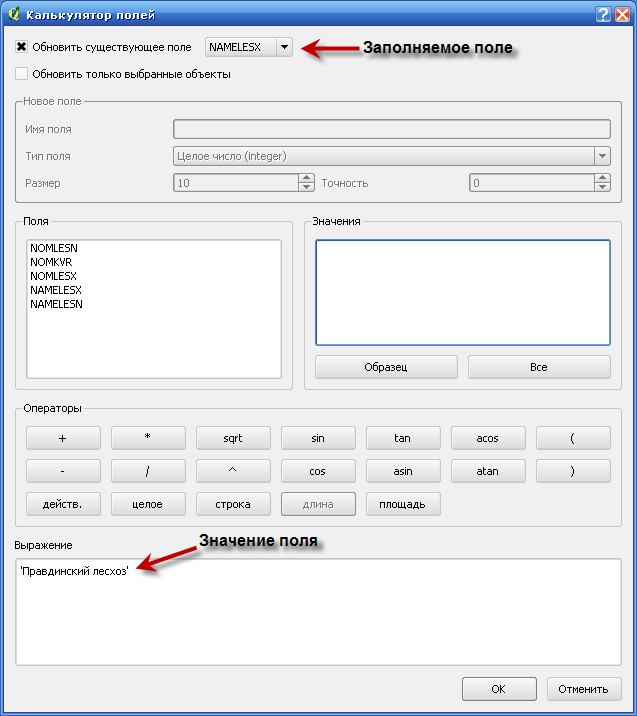 Калькулятор полей
Обновить существующее поле NAMELESX Заполняемое поле
Обновить только выбранные объекты
Новое поле
Имя поля
Тип поля Целое число (integer)
Размер 10 Точность 0
Поля Значения
NOMLESN
NOMKVR
NOMLESX
NAMELESX
NAMELESN
Образец Все
Операторы
+ * sqrt sin tan acos (
- / ^ cos asin atan )
действ. целое строка длина площадь
Значение поля
Выражение
'Правдинский лесхоз'
OK Отменить